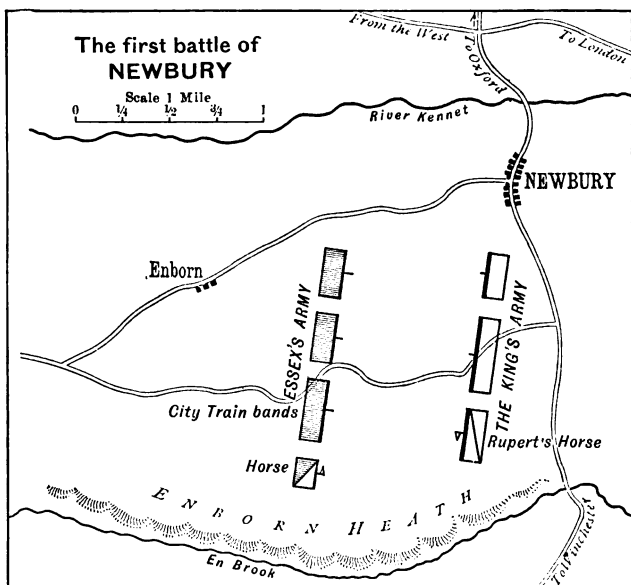 The first battle of
NEWBURY
Scale 1 Mile
0 ¼ ½ ¾ 1
From the West
To Oxford
To London
River Kennet
NEWBURY
Enborn
ESSEX'S ARMY
THE KING'S ARMY
City Train bands
Rupert's Horse
Horse
ENBORN HEATH
En Brook